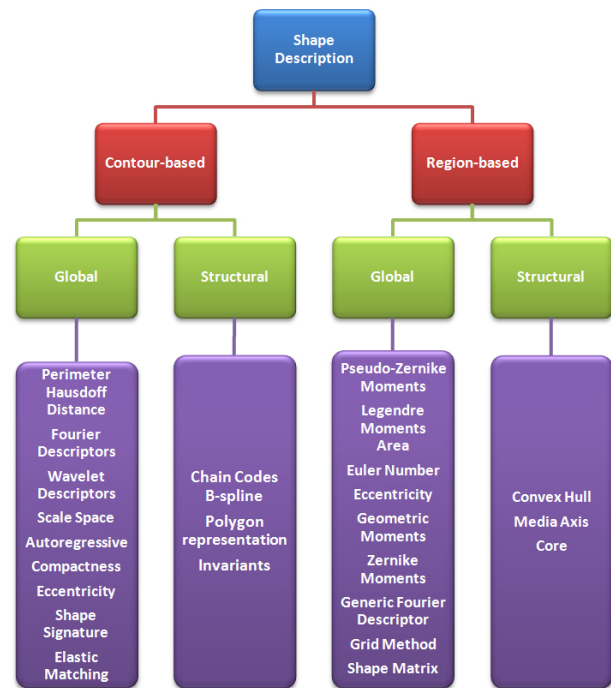 Shape
Description
Contour-based
Region-based
Global
Structural
Global
Structural
Perimeter
Hausdoff
Distance
Fourier
Descriptors
Wavelet
Descriptors
Scale Space
Autoregressive
Compactness
Eccentricity
Shape
Signature
Elastic
Matching
Chain Codes
B-spline
Polygon
representation
Invariants
Pseudo-Zernike
Moments
Legendre
Moments
Area
Euler Number
Eccentricity
Geometric
Moments
Zernike
Moments
Generic Fourier
Descriptor
Grid Method
Shape Matrix
Convex Hull
Media Axis
Core